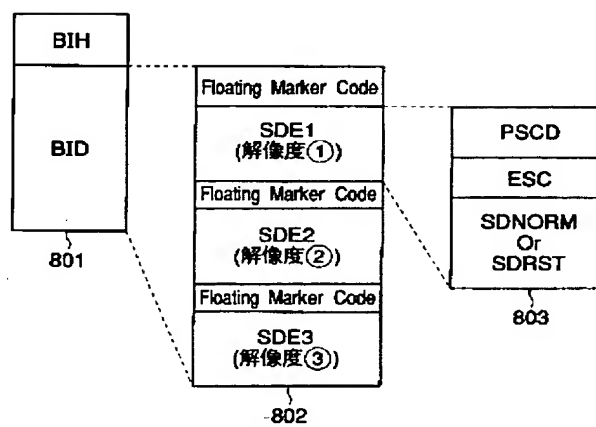 BIH
BID
801
Floating Marker Code
SDE1
(解像度①)
Floating Marker Code
SDE2
(解像度②)
Floating Marker Code
SDE3
(解像度③)
802
PSCD
ESC
SDNORM
Or
SDRST
803